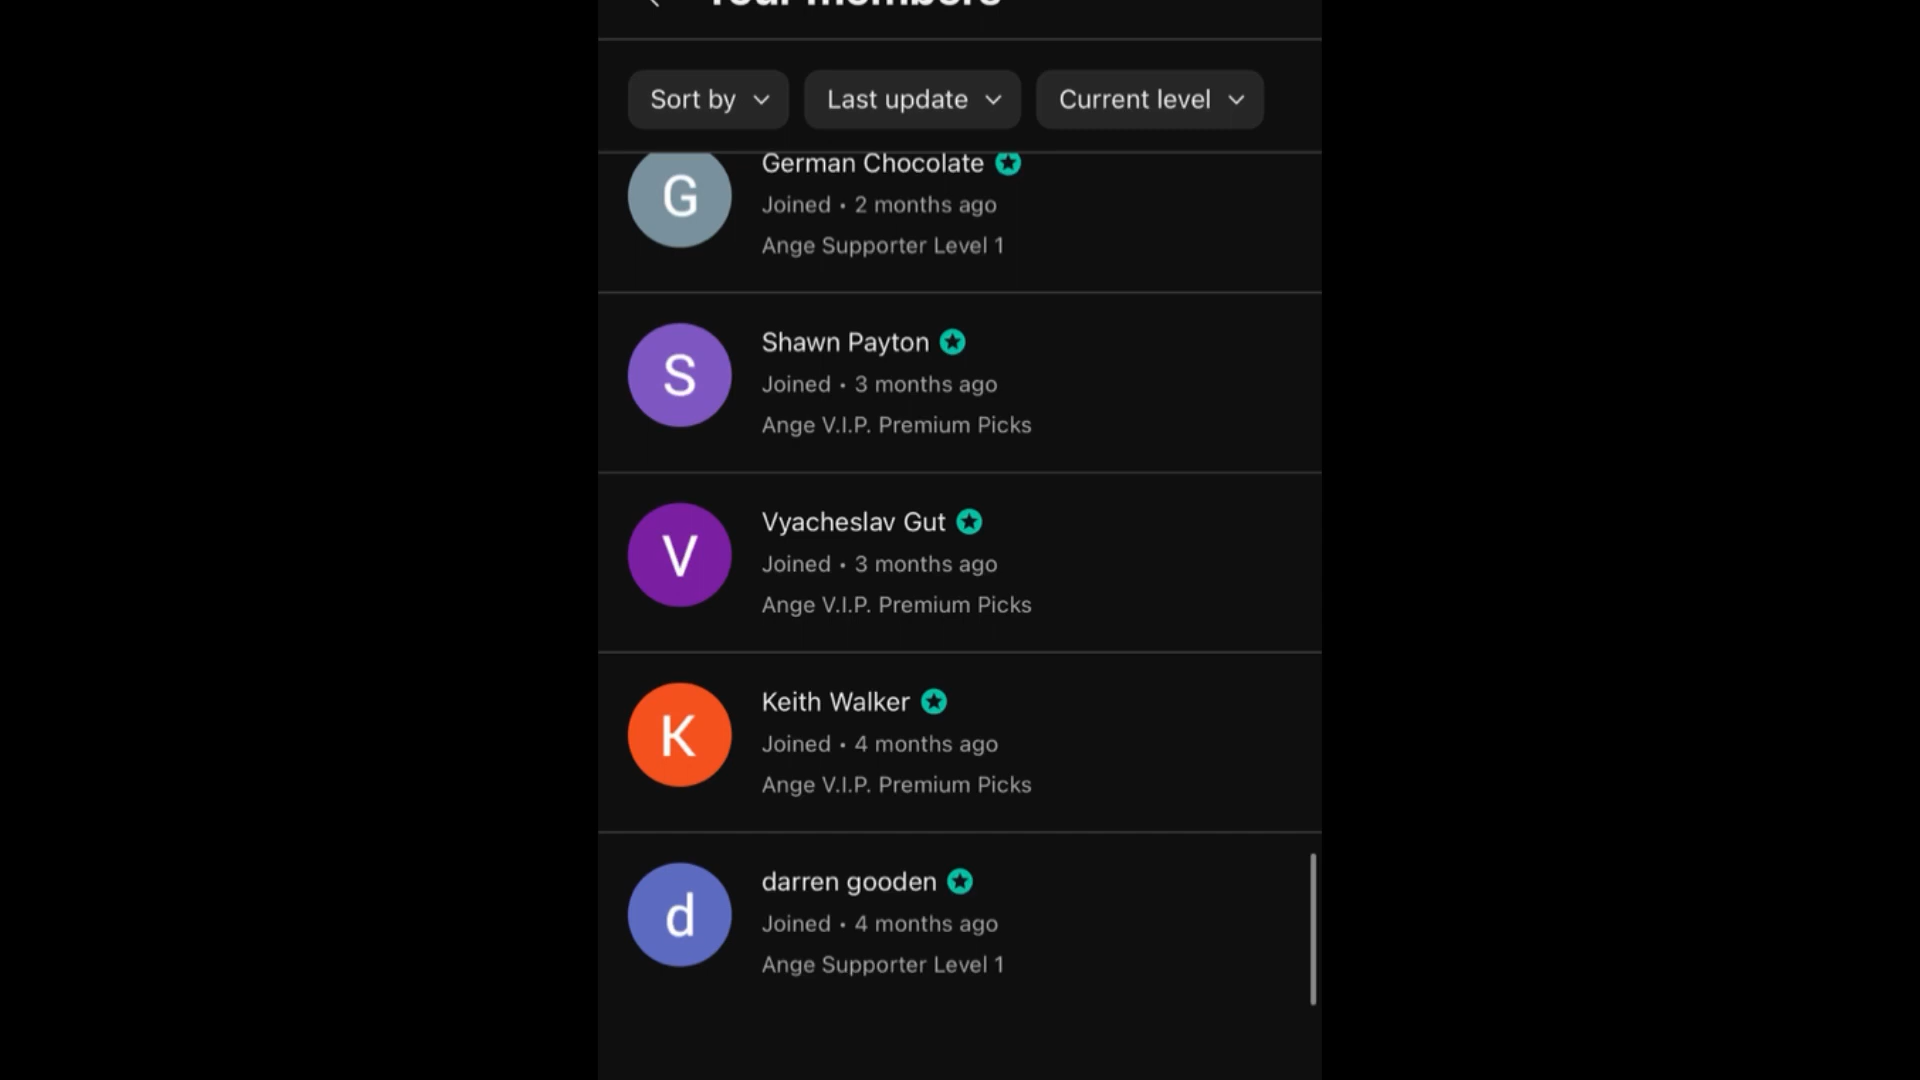 Your members
Sort by
Last update
Current level
G
German Chocolate
Joined • 2 months ago
Ange Supporter Level 1
S
Shawn Payton
Joined • 3 months ago
Ange V.I.P. Premium Picks
V
Vyacheslav Gut
Joined • 3 months ago
Ange V.I.P. Premium Picks
K
Keith Walker
Joined • 4 months ago
Ange V.I.P. Premium Picks
d
darren gooden
Joined • 4 months ago
Ange Supporter Level 1